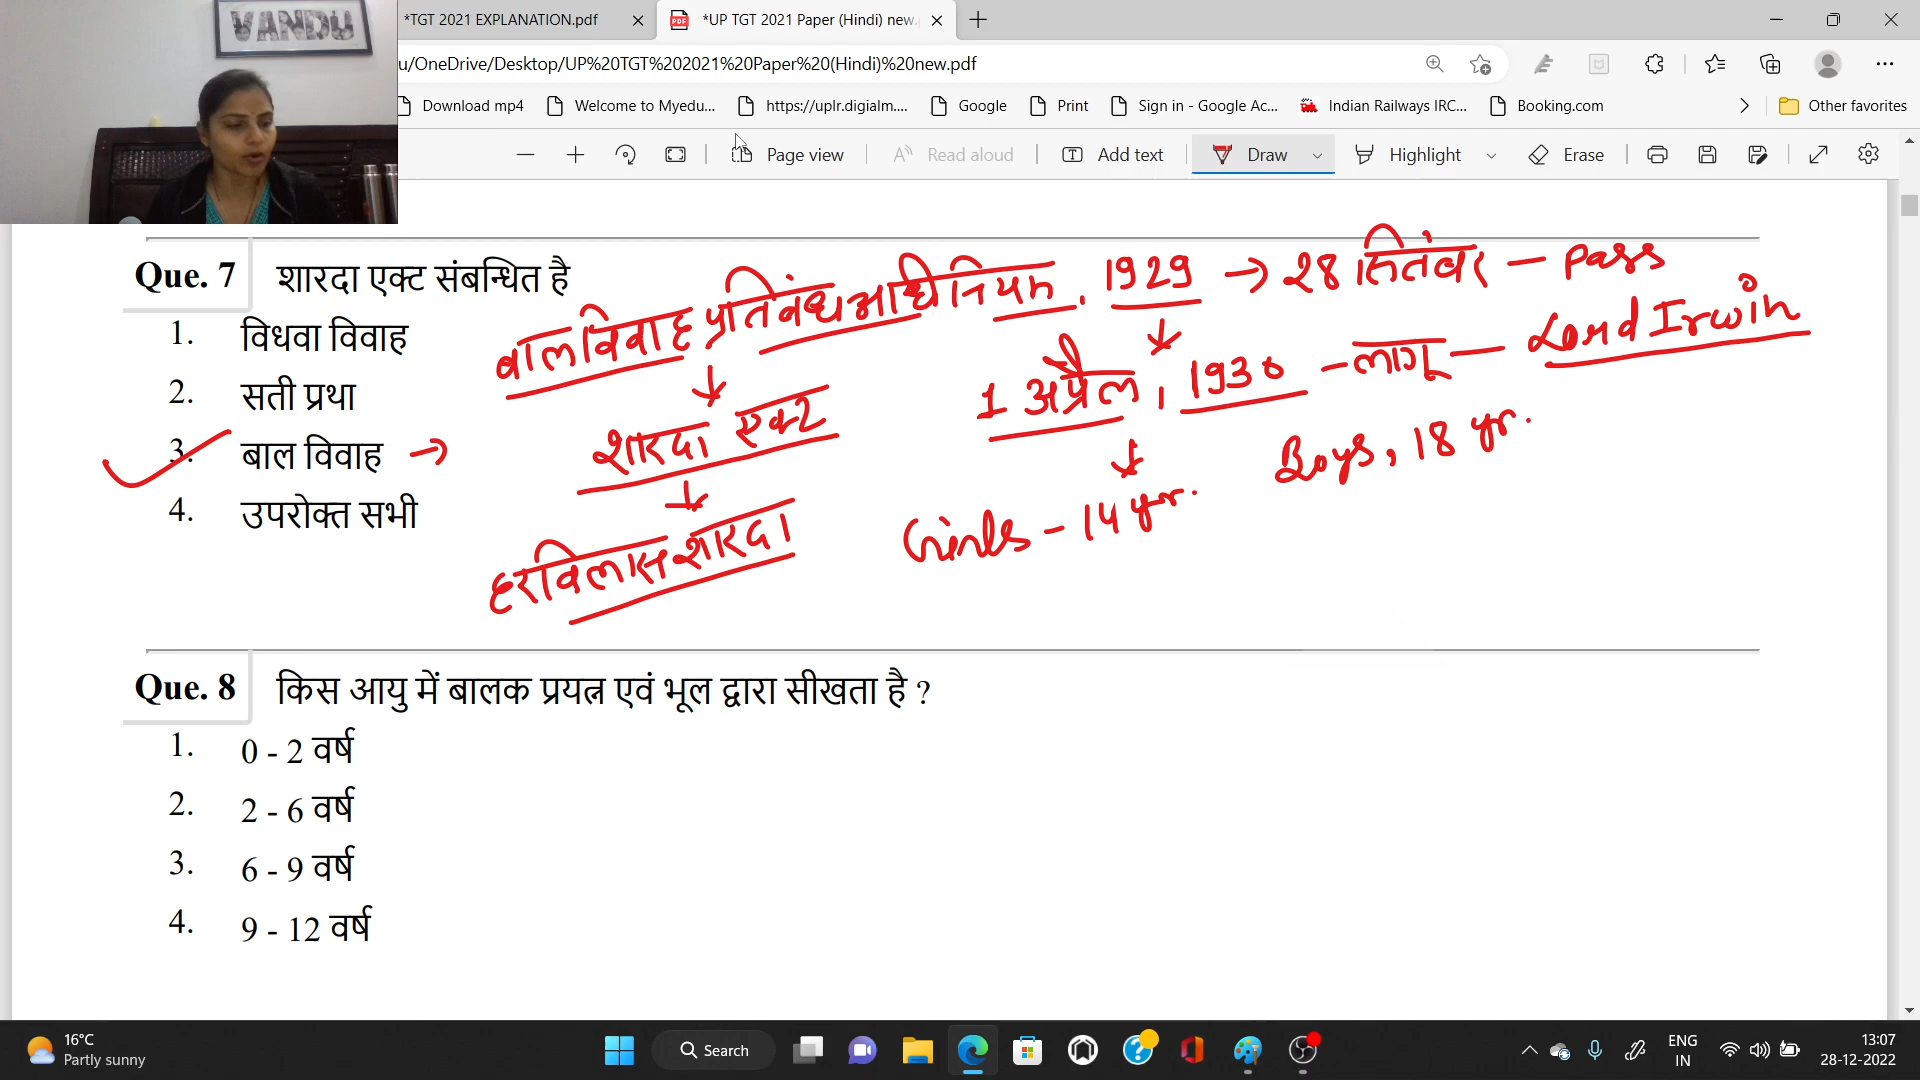 VANDU
*TGT 2021 EXPLANATION.pdf
*UP TGT 2021 Paper (Hindi) new.
u/OneDrive/Desktop/UP%20TGT%202021%20Paper%20(Hindi)%20new.pdf
Download mp4 Welcome to Myedu... https://uplr.digialm.... Google Print Sign in - Google Ac... Indian Railways IRC... Booking.com Other favorites
Page view Read aloud Add text Draw Highlight Erase
Que. 7 शारदा एक्ट संबन्धित है
1. विधवा विवाह
2. सती प्रथा
3. बाल विवाह
4. उपरोक्त सभी
बाल विवाह प्रतिबंध अधिनियम, 1929 → 28 सितंबर - Pass
1 अप्रैल, 1930 - लागू - Lord Irwin
शारदा एक्ट
हरविलास शारदा
Girls - 14 yr.
Boys, 18 yr.
Que. 8 किस आयु में बालक प्रयत्न एवं भूल द्वारा सीखता है ?
1. 0 - 2 वर्ष
2. 2 - 6 वर्ष
3. 6 - 9 वर्ष
4. 9 - 12 वर्ष
16°C
Partly sunny
Search
ENG
IN
13:07
28-12-2022